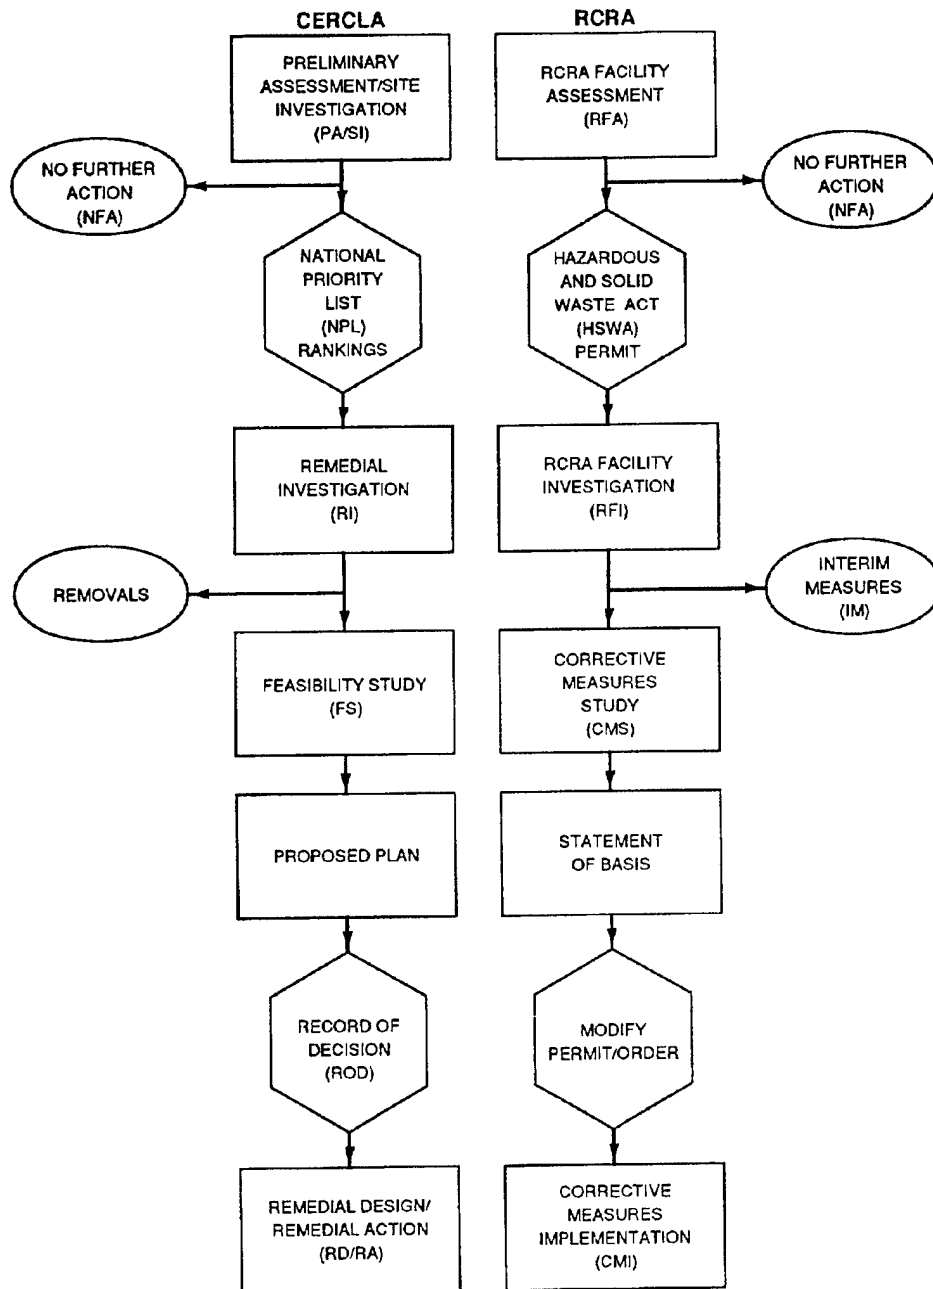 CERCLA
PRELIMINARY
ASSESSMENT/SITE
INVESTIGATION
(PA/SI)
NO FURTHER
ACTION
(NFA)
NATIONAL
PRIORITY
LIST
(NPL)
RANKINGS
REMEDIAL
INVESTIGATION
(RI)
REMOVALS
FEASIBILITY STUDY
(FS)
PROPOSED PLAN
RECORD OF
DECISION
(ROD)
REMEDIAL DESIGN/
REMEDIAL ACTION
(RD/RA)
RCRA
RCRA FACILITY
ASSESSMENT
(RFA)
NO FURTHER
ACTION
(NFA)
HAZARDOUS
AND SOLID
WASTE ACT
(HSWA)
PERMIT
RCRA FACILITY
INVESTIGATION
(RFI)
INTERIM
MEASURES
(IM)
CORRECTIVE
MEASURES
STUDY
(CMS)
STATEMENT
OF BASIS
MODIFY
PERMIT/ORDER
CORRECTIVE
MEASURES
IMPLEMENTATION
(CMI)